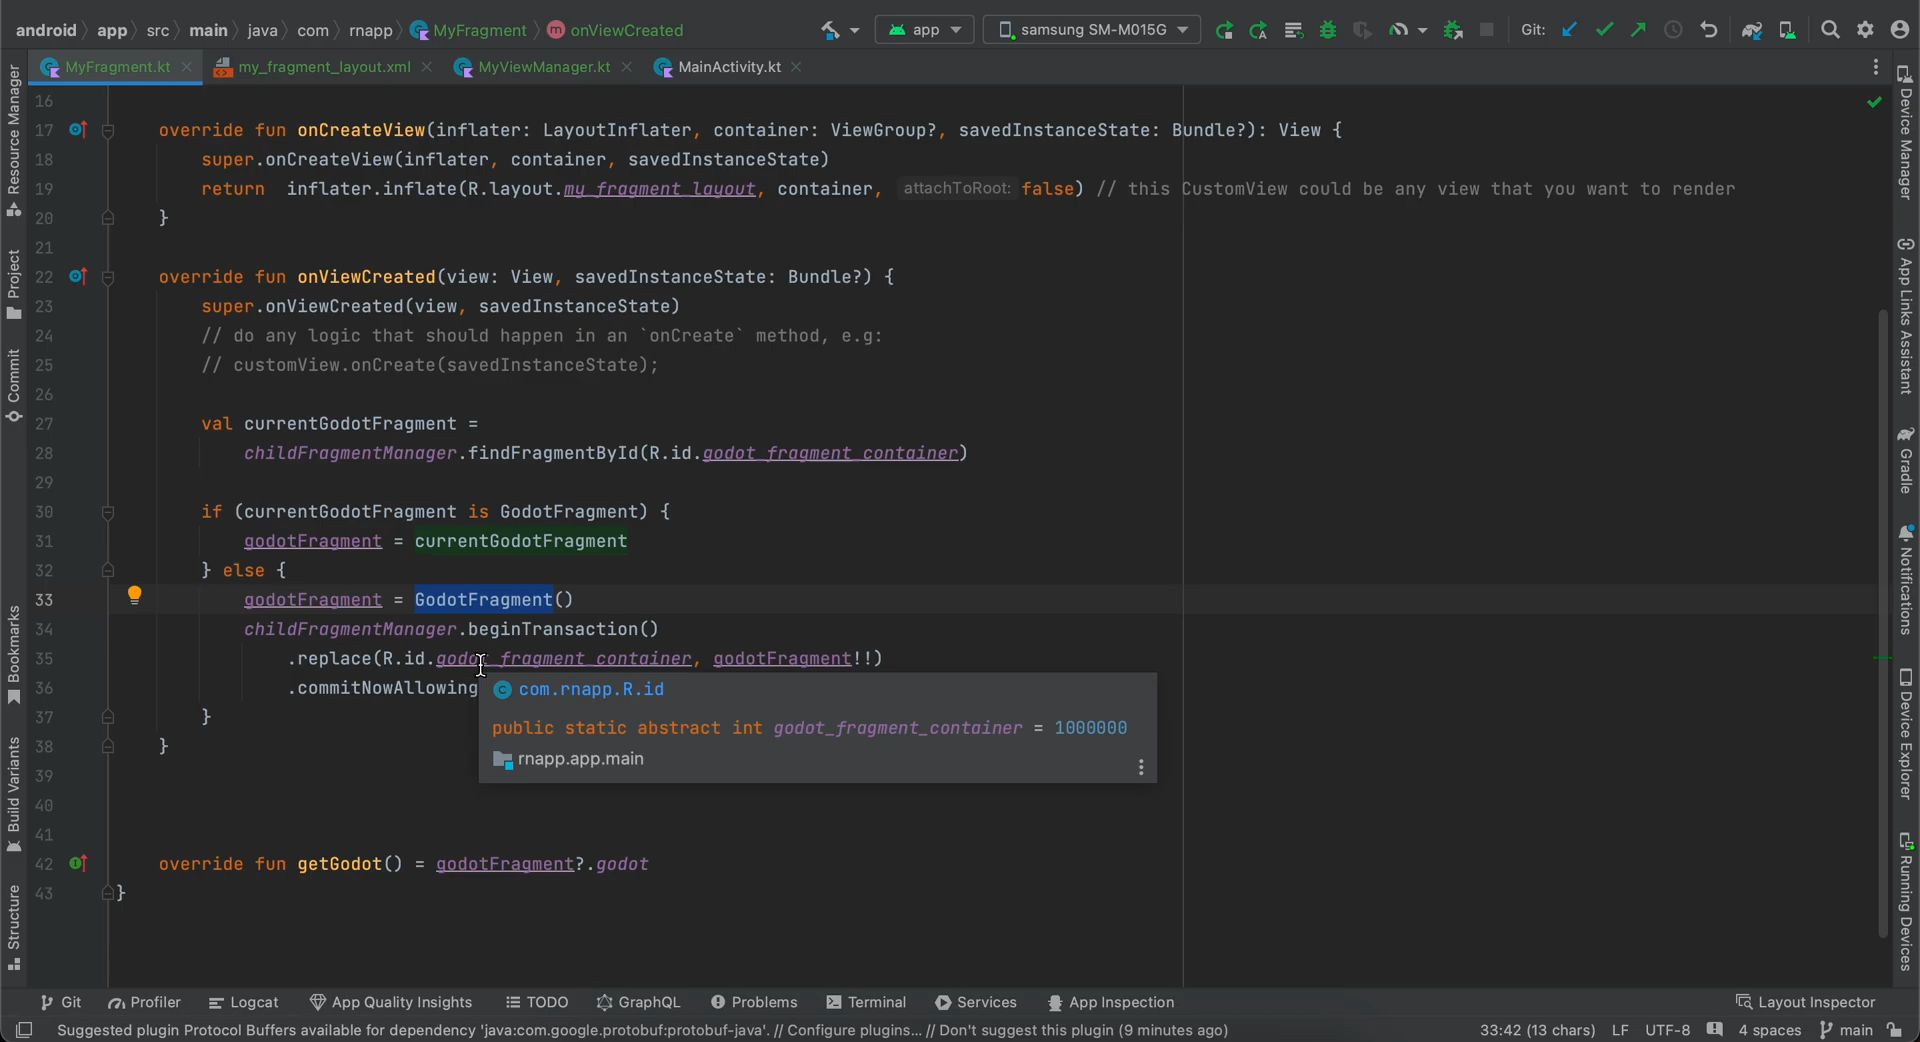 android app src main java com rnapp MyFragment onViewCreated app samsung SM-M015G Git:
MyFragment.kt my_fragment_layout.xml MyViewManager.kt MainActivity.kt
16
17 override fun onCreateView(inflater: LayoutInflater, container: ViewGroup?, savedInstanceState: Bundle?): View {
18 super.onCreateView(inflater, container, savedInstanceState)
19 return inflater.inflate(R.layout.my_fragment_layout, container, attachToRoot: false) // this CustomView could be any view that you want to render
20 }
21
22 override fun onViewCreated(view: View, savedInstanceState: Bundle?) {
23 super.onViewCreated(view, savedInstanceState)
24 // do any logic that should happen in an `onCreate` method, e.g:
25 // customView.onCreate(savedInstanceState);
26
27 val currentGodotFragment =
28 childFragmentManager.findFragmentById(R.id.godot_fragment_container)
29
30 if (currentGodotFragment is GodotFragment) {
31 godotFragment = currentGodotFragment
32 } else {
33 godotFragment = GodotFragment()
34 childFragmentManager.beginTransaction()
35 .replace(R.id.godot_fragment_container, godotFragment!!)
36 .commitNowAllowing
com.rnapp.R.id
public static abstract int godot_fragment_container = 1000000
rnapp.app.main
37 }
38 }
39
40
41
42 override fun getGodot() = godotFragment?.godot
43 }
Resource Manager
Project
Commit
Bookmarks
Build Variants
Structure
Device Manager
App Links Assistant
Gradle
Notifications
Device Explorer
Running Devices
Git Profiler Logcat App Quality Insights TODO GraphQL Problems Terminal Services App Inspection Layout Inspector
Suggested plugin Protocol Buffers available for dependency 'java:com.google.protobuf:protobuf-java'. // Configure plugins... // Don't suggest this plugin (9 minutes ago) 33:42 (13 chars) LF UTF-8 4 spaces main